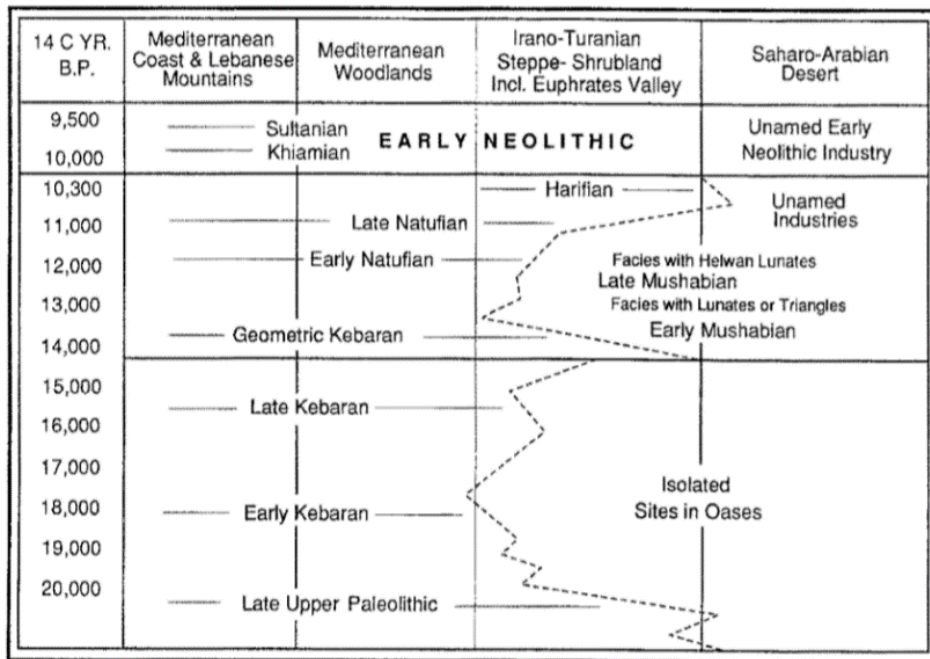 14 C YR.
B.P.
Mediterranean
Coast & Lebanese
Mountains
Mediterranean
Woodlands
Irano-Turanian
Steppe- Shrubland
Incl. Euphrates Valley
Saharo-Arabian
Desert
9,500
10,000
Sultanian
Khiamian
EARLY NEOLITHIC
Unamed Early
Neolithic Industry
10,300
11,000
12,000
13,000
14,000
Harifian
Late Natufian
Early Natufian
Geometric Kebaran
Unamed
Industries
Facies with Helwan Lunates
Late Mushabian
Facies with Lunates or Triangles
Early Mushabian
15,000
16,000
17,000
18,000
19,000
20,000
Late Kebaran
Early Kebaran
Late Upper Paleolithic
Isolated
Sites in Oases